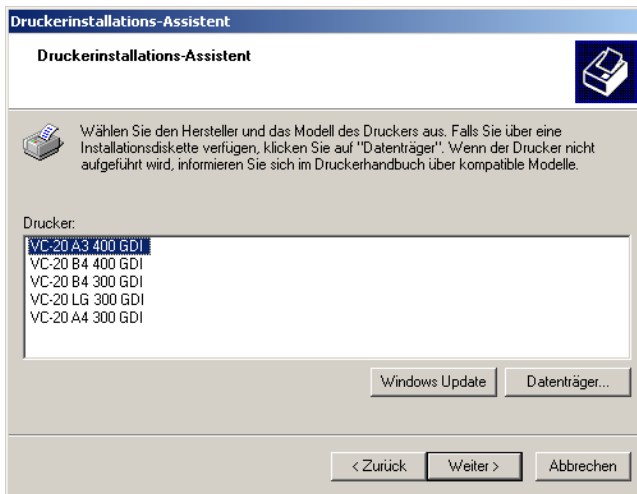 Druckerinstallations-Assistent
Druckerinstallations-Assistent
Wählen Sie den Hersteller und das Modell des Druckers aus. Falls Sie über eine
Installationsdiskette verfügen, klicken Sie auf "Datenträger". Wenn der Drucker nicht
aufgeführt wird, informieren Sie sich im Druckerhandbuch über kompatible Modelle.
Drucker:
VC-20 A3 400 GDI
VC-20 B4 400 GDI
VC-20 B4 300 GDI
VC-20 LG 300 GDI
VC-20 A4 300 GDI
Windows Update Datenträger...
< Zurück Weiter > Abbrechen